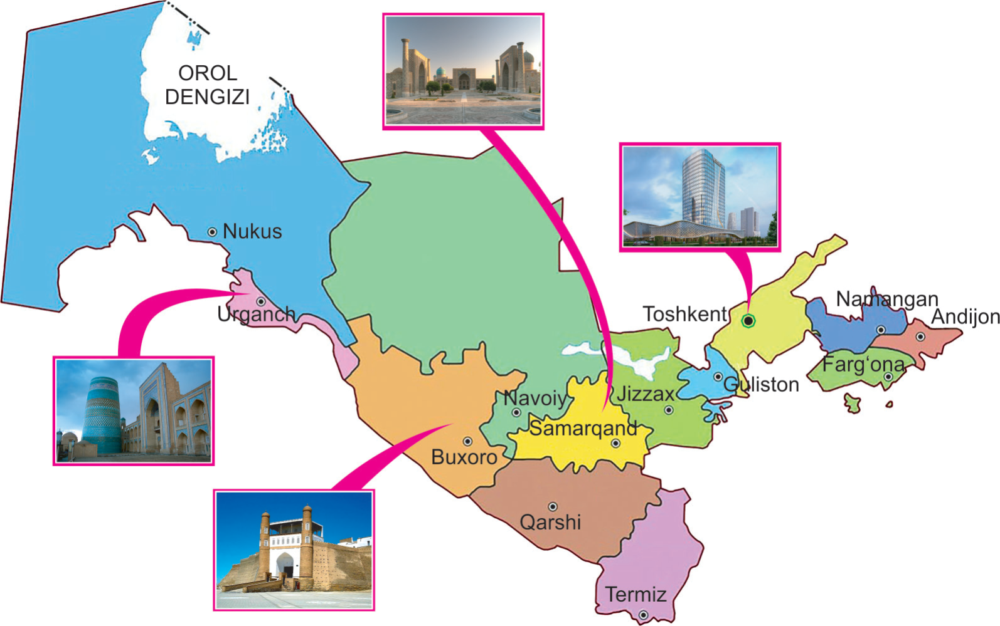 OROL
DENGIZI
Nukus
Urganch
Toshkent
Namangan
Andijon
Farg‘ona
Guliston
Navoiy
Jizzax
Samarqand
Buxoro
Qarshi
Termiz